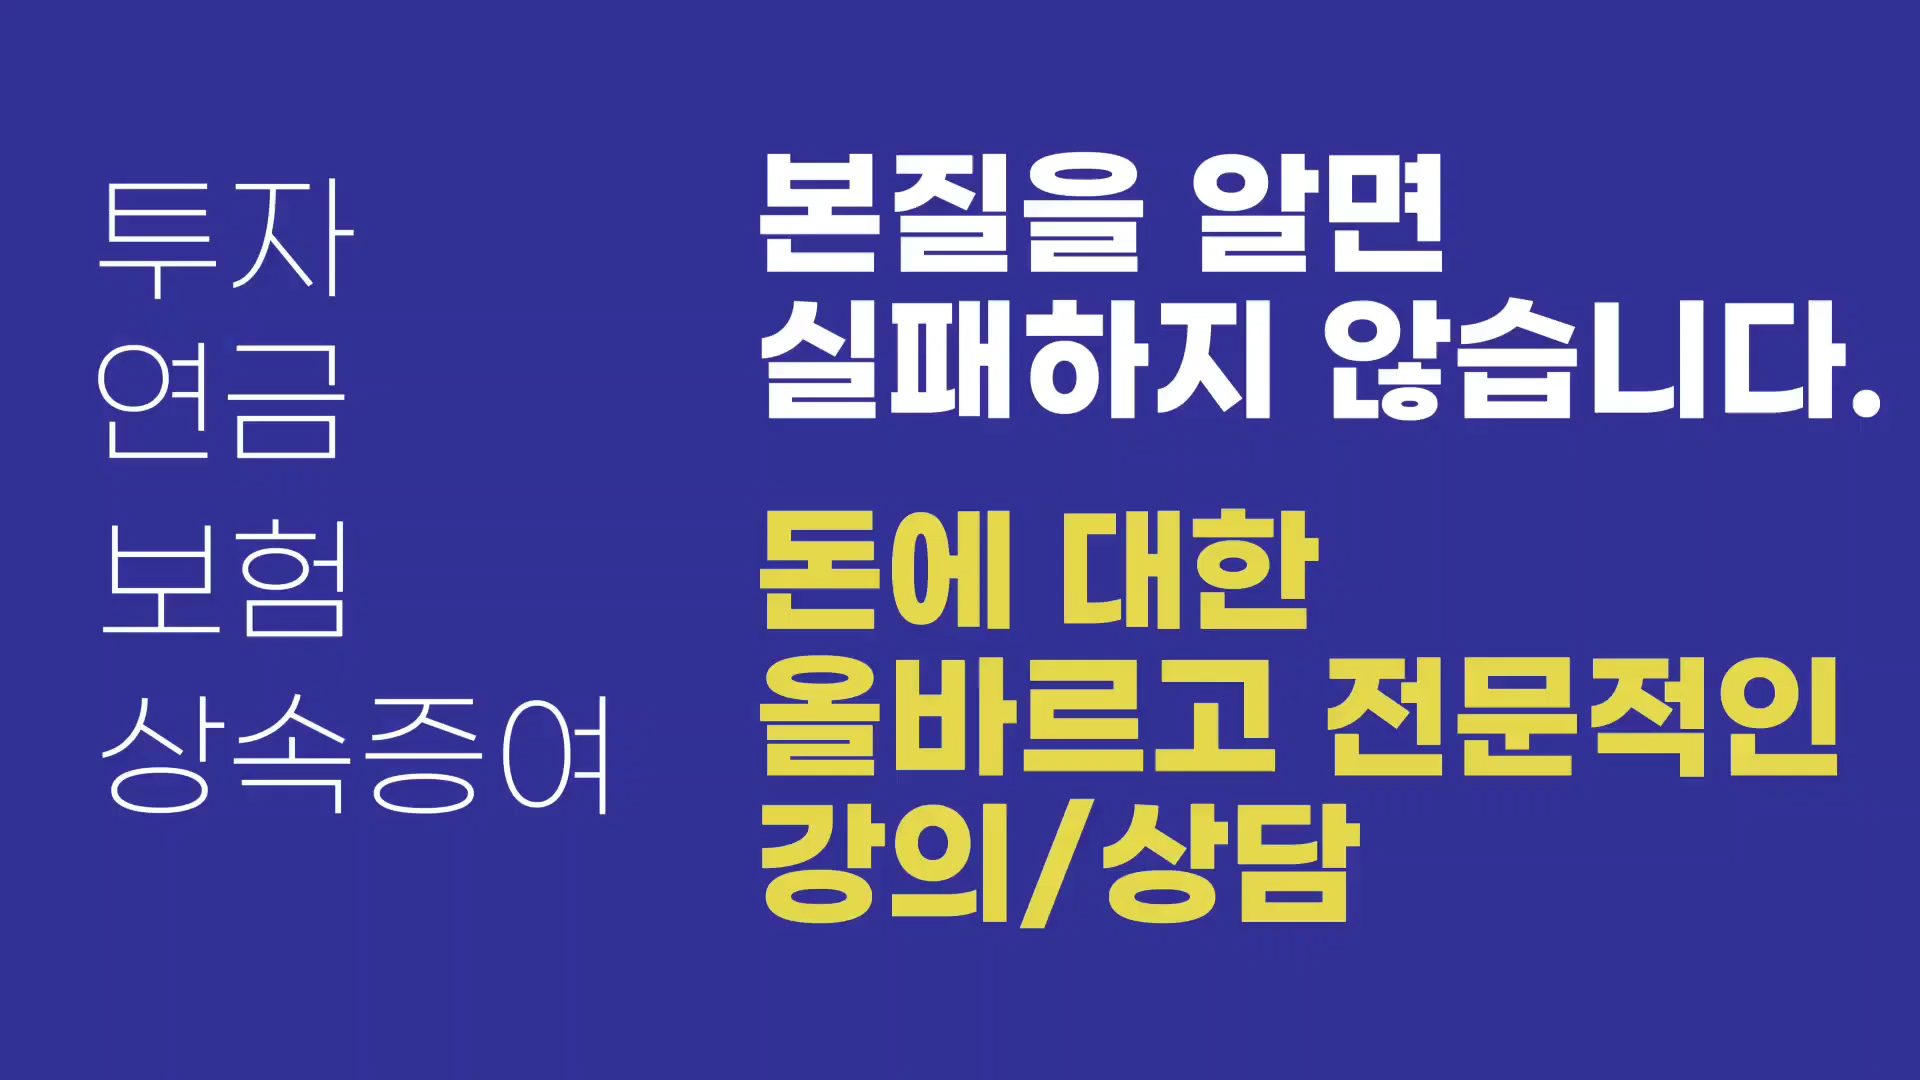 투자
연금
보험
상속증여
본질을 알면
실패하지 않습니다.
돈에 대한
올바르고 전문적인
강의/상담